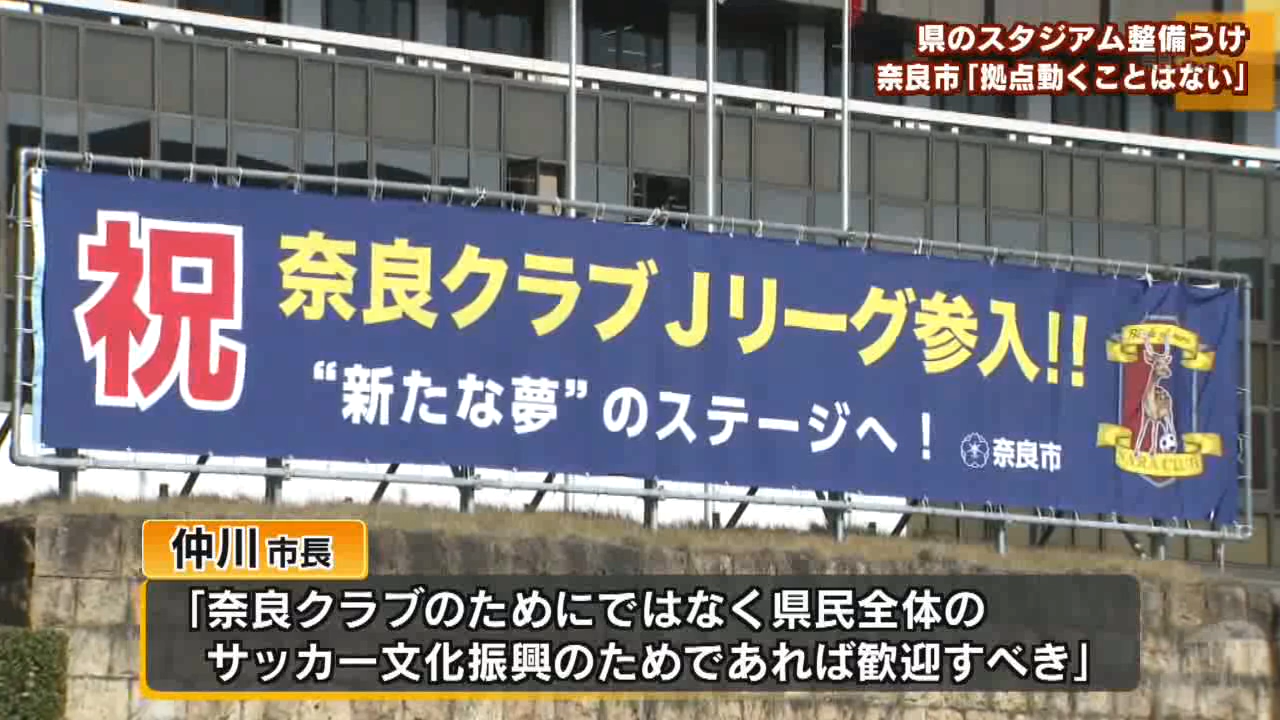 県のスタジアム整備うけ
奈良市「拠点動くことはない」
祝
奈良クラブJリーグ参入!!
“新たな夢”のステージへ！
奈良市
NARA CLUB
仲川 市長
「奈良クラブのためにではなく県民全体の
サッカー文化振興のためであれば歓迎すべき」